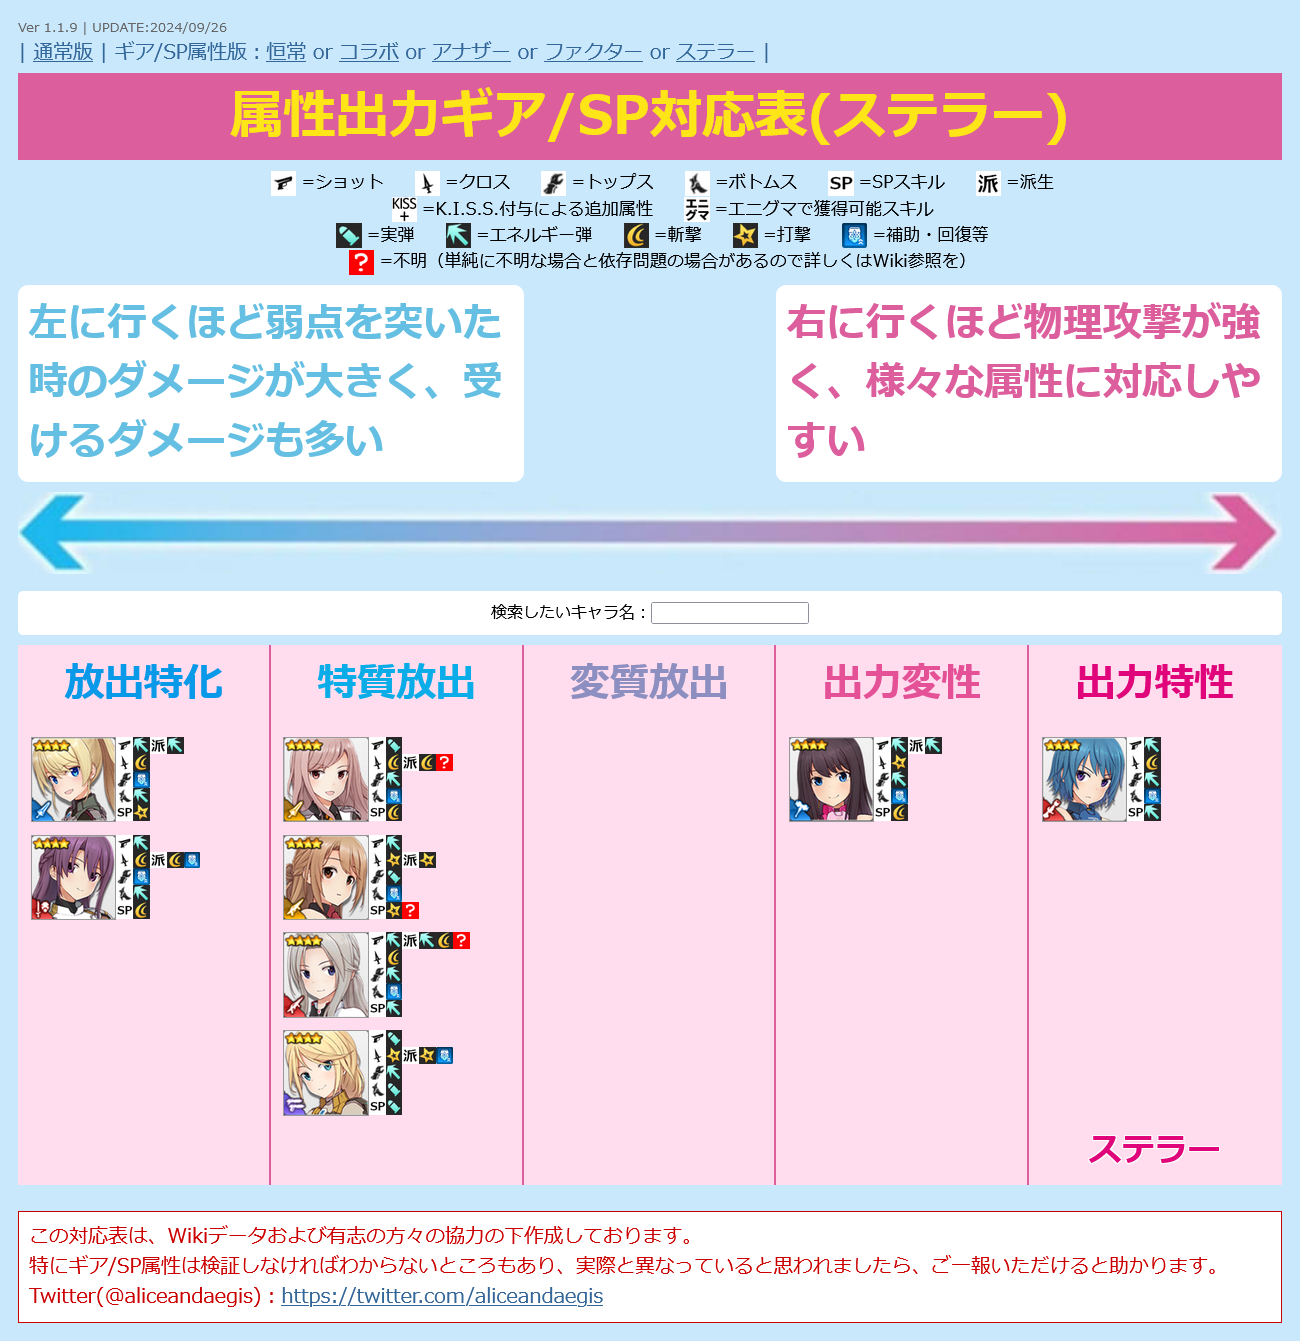 Ver 1.1.9 | UPDATE:2024/09/26
| 通常版 | ギア/SP属性版：恒常 or コラボ or アナザー or ファクター or ステラー |
属性出力ギア/SP対応表(ステラー)
=ショット =クロス =トップス =ボトムス SP =SPスキル 派 =派生
KISS+ =K.I.S.S.付与による追加属性 エニグマ =エニグマで獲得可能スキル
=実弾 =エネルギー弾 =斬撃 =打撃 =補助・回復等
? =不明（単純に不明な場合と依存問題の場合があるので詳しくはWiki参照を）
左に行くほど弱点を突いた
時のダメージが大きく、受
けるダメージも多い
右に行くほど物理攻撃が強
く、様々な属性に対応しや
すい
検索したいキャラ名：
放出特化
派
SP
派
SP
特質放出
派 ?
SP
派
SP ?
派 ?
SP
派
SP
変質放出
出力変性
派
SP
出力特性
SP
ステラー
この対応表は、Wikiデータおよび有志の方々の協力の下作成しております。
特にギア/SP属性は検証しなければわからないところもあり、実際と異なっていると思われましたら、ご一報いただけると助かります。
Twitter(@aliceandaegis)：https://twitter.com/aliceandaegis